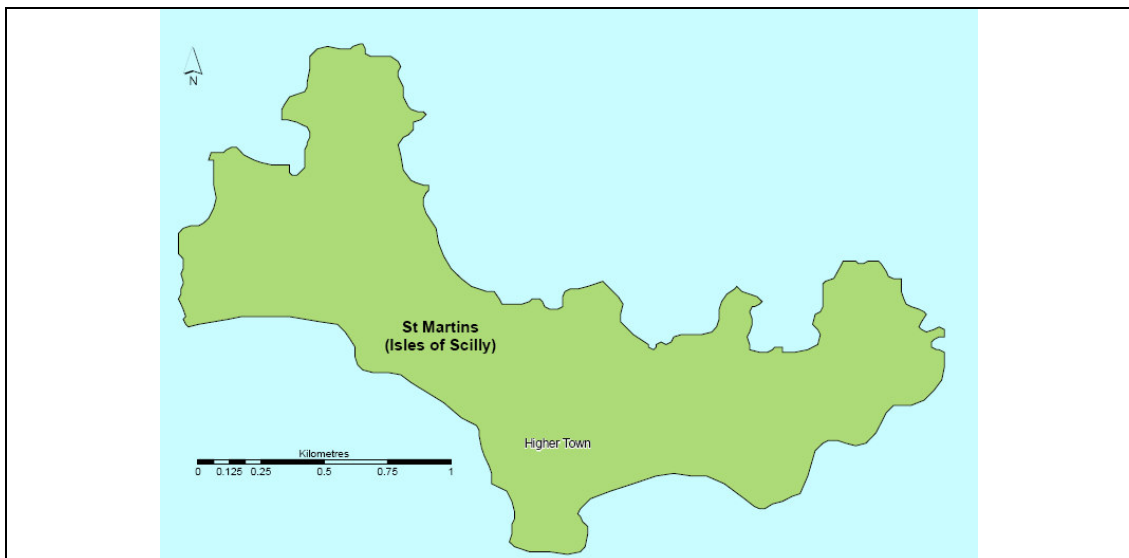 N
St Martins
(Isles of Scilly)
Higher Town
Kilometres
0 0.125 0.25 0.5 0.75 1